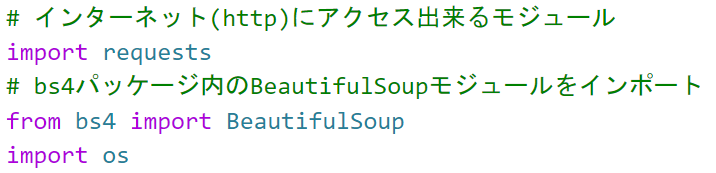 # インターネット(http)にアクセス出来るモジュール
import requests
# bs4パッケージ内のBeautifulSoupモジュールをインポート
from bs4 import BeautifulSoup
import os